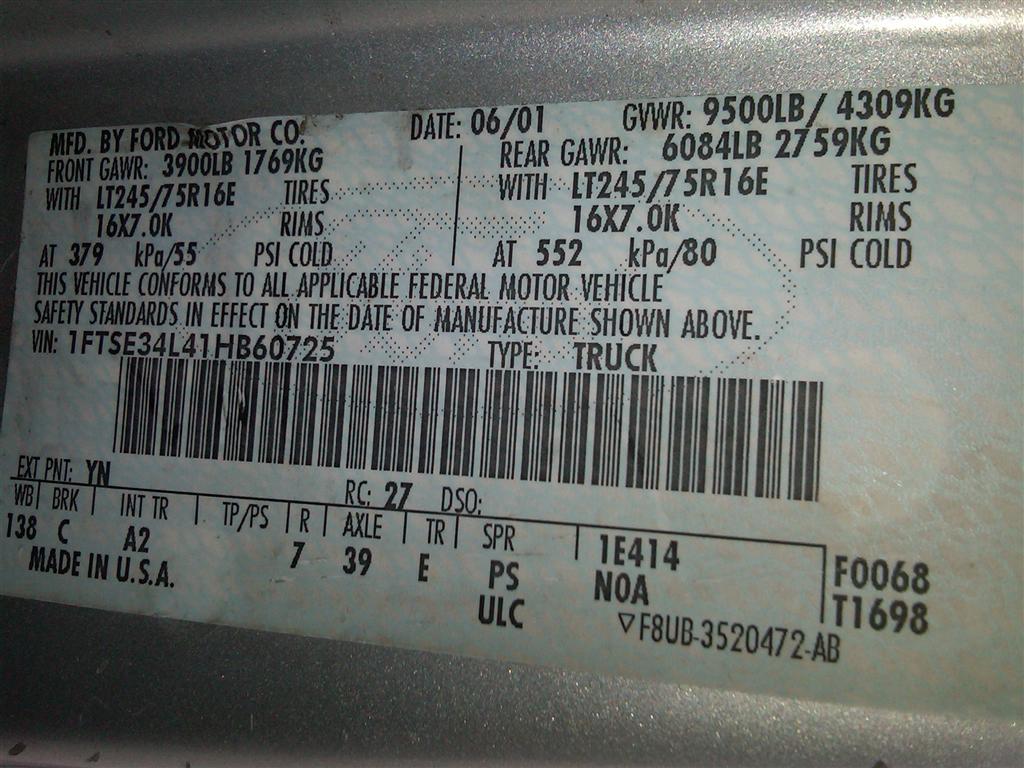 MFD. BY FORD MOTOR CO. DATE: 06/01 GVWR: 9500LB/ 4309KG
FRONT GAWR: 3900LB 1769KG REAR GAWR: 6084LB 2759KG
WITH LT245/75R16E TIRES WITH LT245/75R16E TIRES
16X7.0K RIMS 16X7.0K RIMS
AT 379 kPa/55 PSI COLD AT 552 kPa/80 PSI COLD
THIS VEHICLE CONFORMS TO ALL APPLICABLE FEDERAL MOTOR VEHICLE
SAFETY STANDARDS IN EFFECT ON THE DATE OF MANUFACTURE SHOWN ABOVE.
VIN: 1FTSE34L41HB60725 TYPE: TRUCK
EXT PNT: YN RC: 27 DSO:
WB BRK INT TR TP/PS R AXLE TR SPR
138 C A2 7 39 E PS 1E414 F0068
MADE IN U.S.A. ULC N0A T1698
▽F8UB-3520472-AB